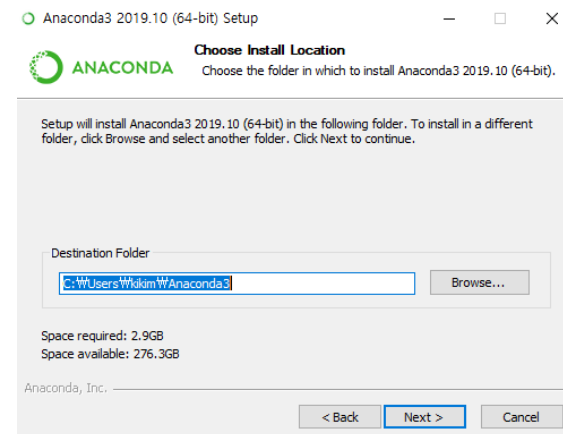 Anaconda3 2019.10 (64-bit) Setup
ANACONDA
Choose Install Location
Choose the folder in which to install Anaconda3 2019.10 (64-bit).
Setup will install Anaconda3 2019.10 (64-bit) in the following folder. To install in a different
folder, click Browse and select another folder. Click Next to continue.
Destination Folder
C:₩Users₩kikim₩Anaconda3
Browse...
Space required: 2.9GB
Space available: 276.3GB
Anaconda, Inc.
< Back
Next >
Cancel